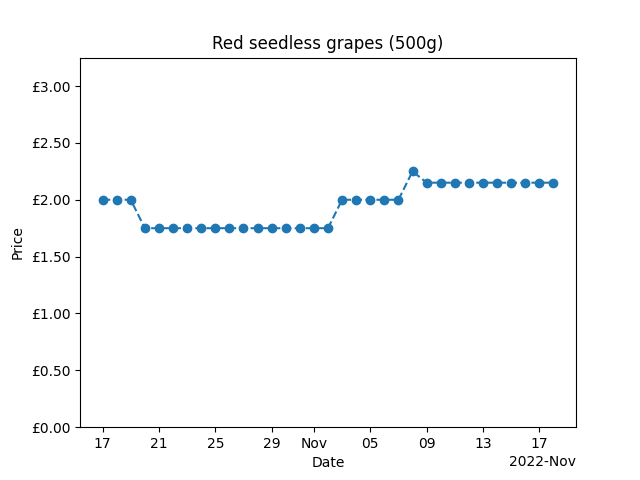 Red seedless grapes (500g)
£3.00
£2.50
£2.00
£1.50
£1.00
£0.50
£0.00
Price
17 21 25 29 Nov 05 09 13 17
Date
2022-Nov